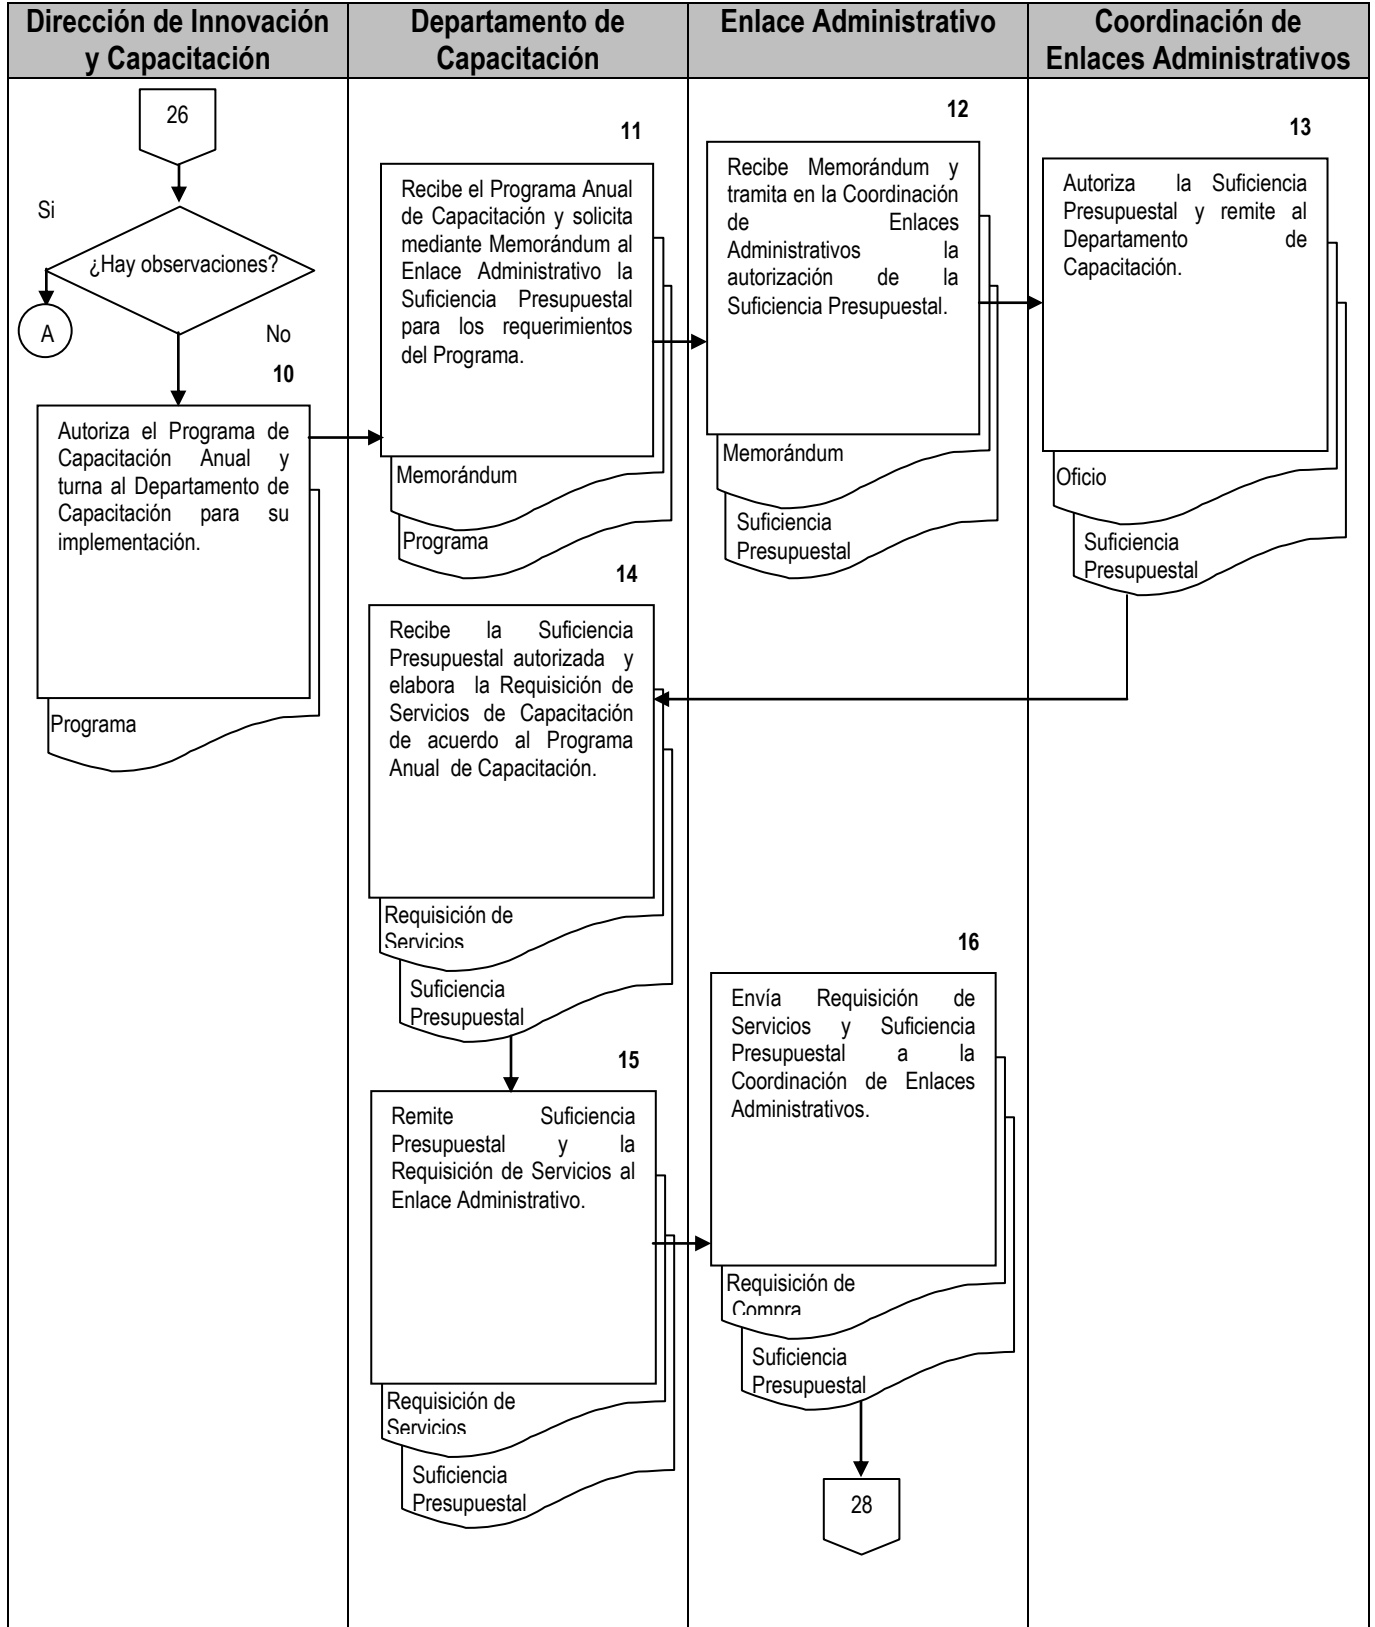 Dirección de Innovación
y Capacitación
Departamento de
Capacitación
Enlace Administrativo
Coordinación de
Enlaces Administrativos
26
Si
¿Hay observaciones?
A
No
10
Autoriza el Programa de
Capacitación Anual y
turna al Departamento de
Capacitación para su
implementación.
Programa
11
Recibe el Programa Anual
de Capacitación y solicita
mediante Memorándum al
Enlace Administrativo la
Suficiencia Presupuestal
para los requerimientos
del Programa.
Memorándum
Programa
12
Recibe Memorándum y
tramita en la Coordinación
de Enlaces
Administrativos la
autorización de la
Suficiencia Presupuestal.
Memorándum
Suficiencia
Presupuestal
13
Autoriza la Suficiencia
Presupuestal y remite al
Departamento de
Capacitación.
Oficio
Suficiencia
Presupuestal
14
Recibe la Suficiencia
Presupuestal autorizada y
elabora la Requisición de
Servicios de Capacitación
de acuerdo al Programa
Anual de Capacitación.
Requisición de
Servicios
Suficiencia
Presupuestal
15
Remite Suficiencia
Presupuestal y la
Requisición de Servicios al
Enlace Administrativo.
Requisición de
Servicios
Suficiencia
Presupuestal
16
Envía Requisición de
Servicios y Suficiencia
Presupuestal a la
Coordinación de Enlaces
Administrativos.
Requisición de
Compra
Suficiencia
Presupuestal
28